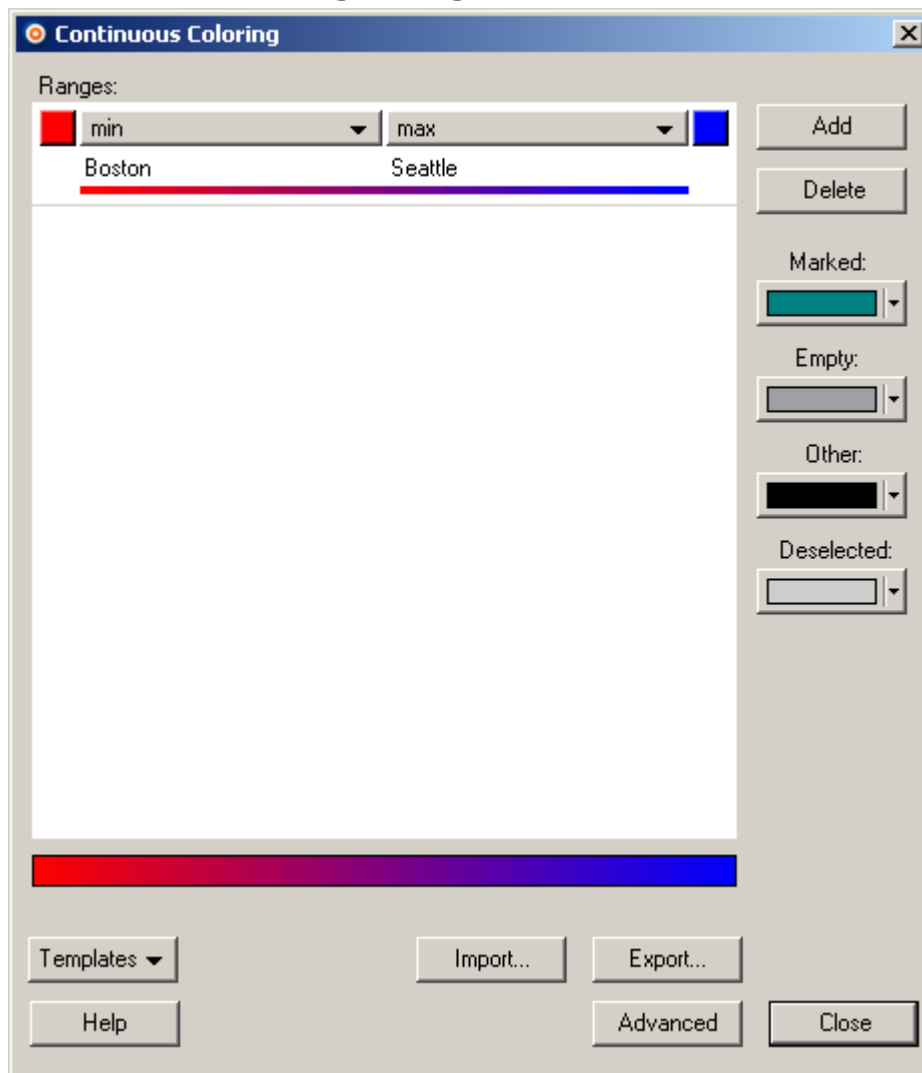 Continuous Coloring
Ranges:
min max
Boston Seattle
Add
Delete
Marked:
Empty:
Other:
Deselected:
Templates Import... Export...
Help Advanced Close